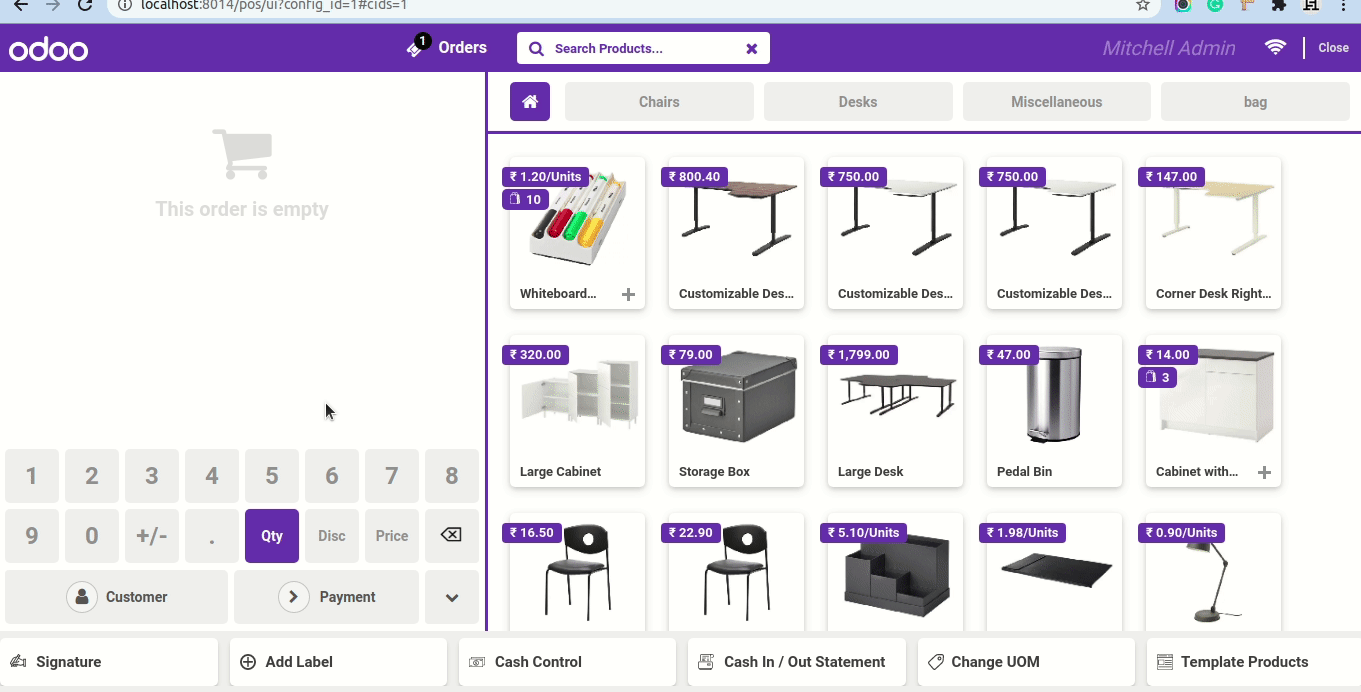 localhost:8014/pos/ui?config_id=1#cids=1
odoo
1
Orders
Search Products...
Mitchell Admin
Close
This order is empty
Chairs
Desks
Miscellaneous
bag
₹ 1.20/Units
10
Whiteboard...
₹ 800.40
Customizable Des...
₹ 750.00
Customizable Des...
₹ 750.00
Customizable Des...
₹ 147.00
Corner Desk Right...
₹ 320.00
Large Cabinet
₹ 79.00
Storage Box
₹ 1,799.00
Large Desk
₹ 47.00
Pedal Bin
₹ 14.00
3
Cabinet with...
₹ 16.50
₹ 22.90
₹ 5.10/Units
₹ 1.98/Units
₹ 0.90/Units
1 2 3 4 5 6 7 8
9 0 +/- . Qty Disc Price
Customer
Payment
Signature
Add Label
Cash Control
Cash In / Out Statement
Change UOM
Template Products